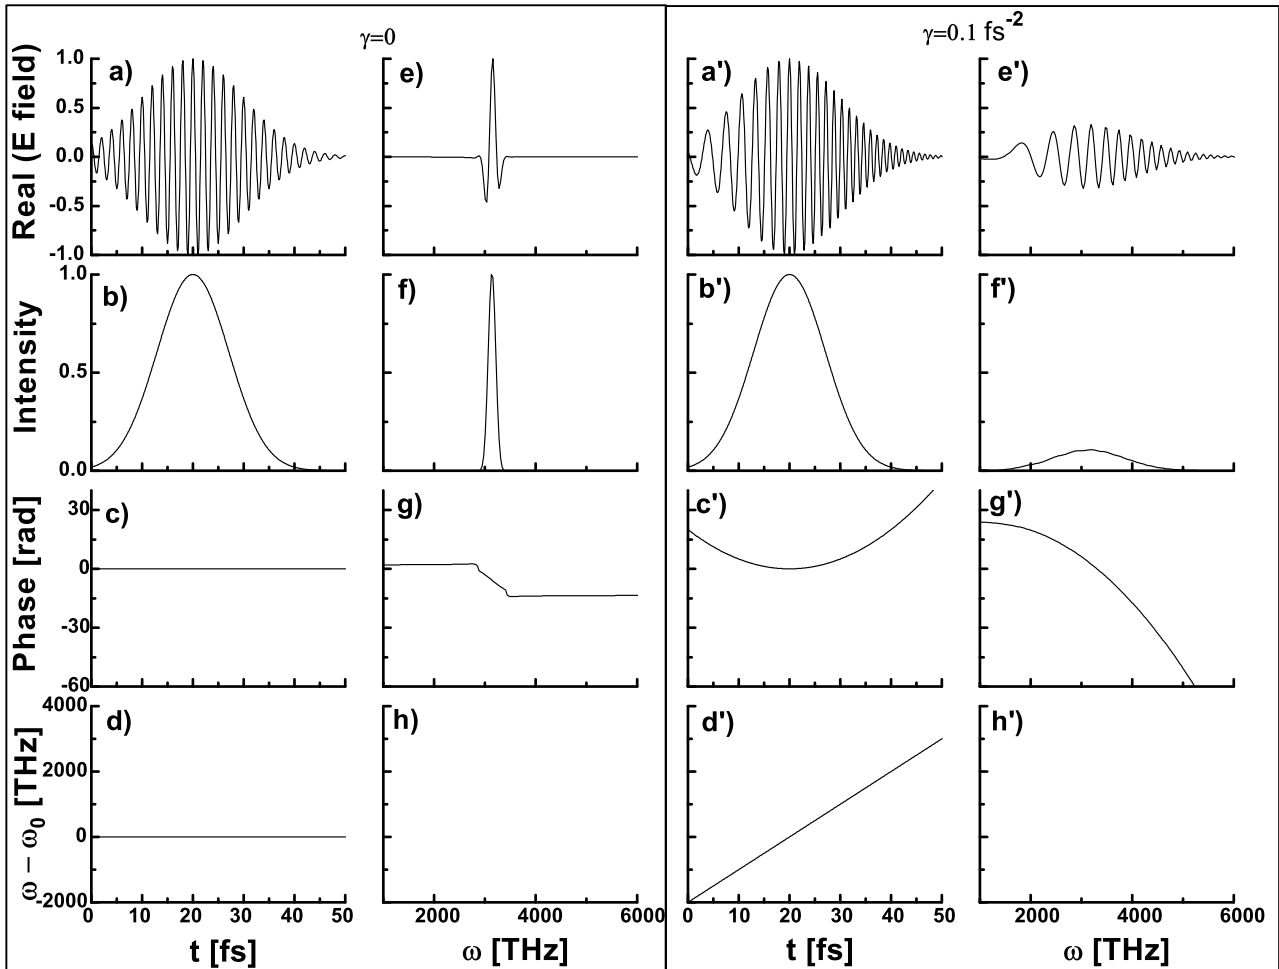 γ=0
γ=0.1 fs-2
Real (E field)
1.0
0.5
0.0
-0.5
-1.0
a)
e)
a')
e')
Intensity
1.0
0.5
0.0
b)
f)
b')
f')
Phase [rad]
30
0
-30
-60
c)
g)
c')
g')
ω − ω0 [THz]
4000
2000
0
-2000
d)
h)
d')
h')
0 10 20 30 40 50
2000 4000 6000
0 10 20 30 40 50
2000 4000 6000
t [fs]
ω [THz]
t [fs]
ω [THz]